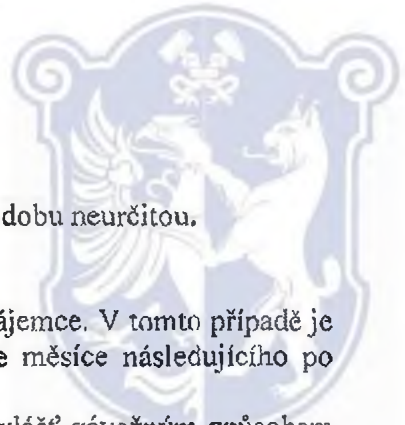 dobu neurčitou.
ájemce. V tomto případě je
e měsíce následujícího po